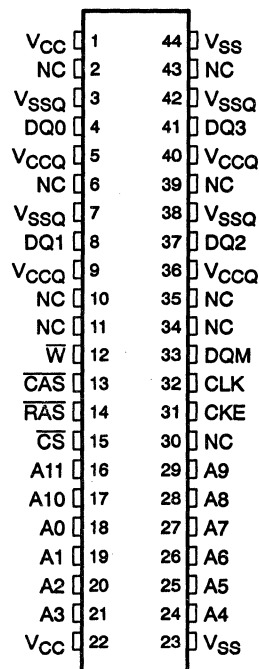 VCC 1 44 VSS
NC 2 43 NC
VSSQ 3 42 VSSQ
DQ0 4 41 DQ3
VCCQ 5 40 VCCQ
NC 6 39 NC
VSSQ 7 38 VSSQ
DQ1 8 37 DQ2
VCCQ 9 36 VCCQ
NC 10 35 NC
NC 11 34 NC
W̅ 12 33 DQM
C̅A̅S̅ 13 32 CLK
R̅A̅S̅ 14 31 CKE
C̅S̅ 15 30 NC
A11 16 29 A9
A10 17 28 A8
A0 18 27 A7
A1 19 26 A6
A2 20 25 A5
A3 21 24 A4
VCC 22 23 VSS